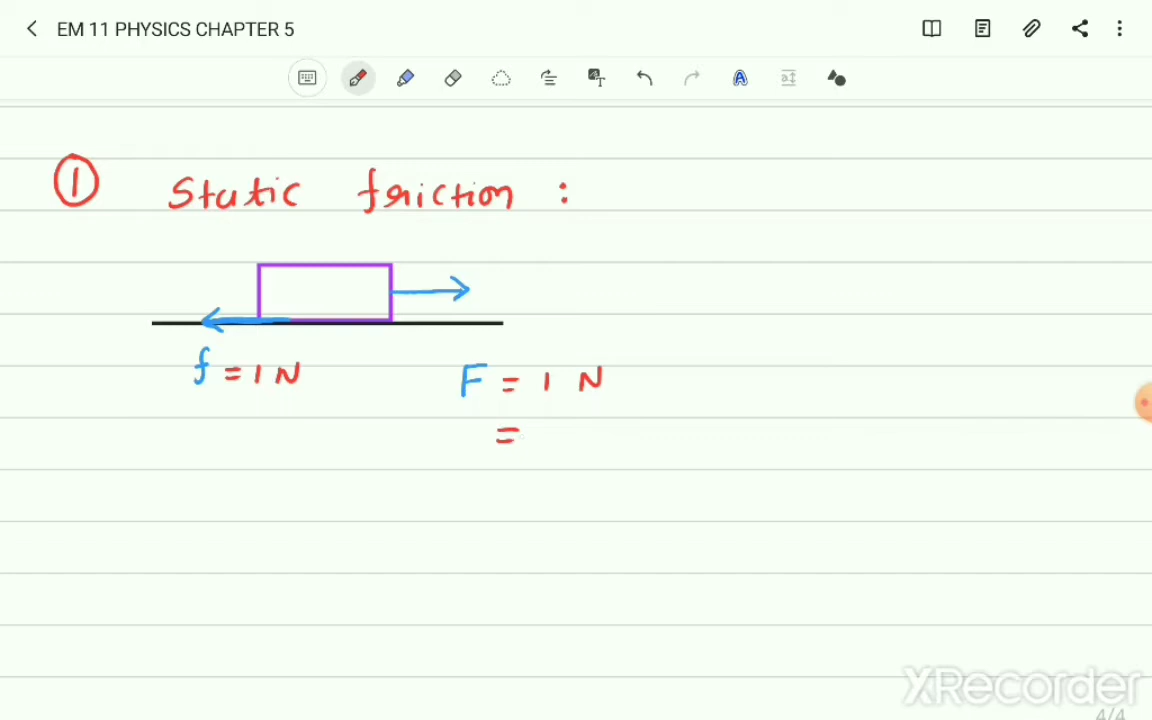 EM 11 PHYSICS CHAPTER 5
① Static friction :
f = 1 N
F = 1 N
=
XRecorder
4/4